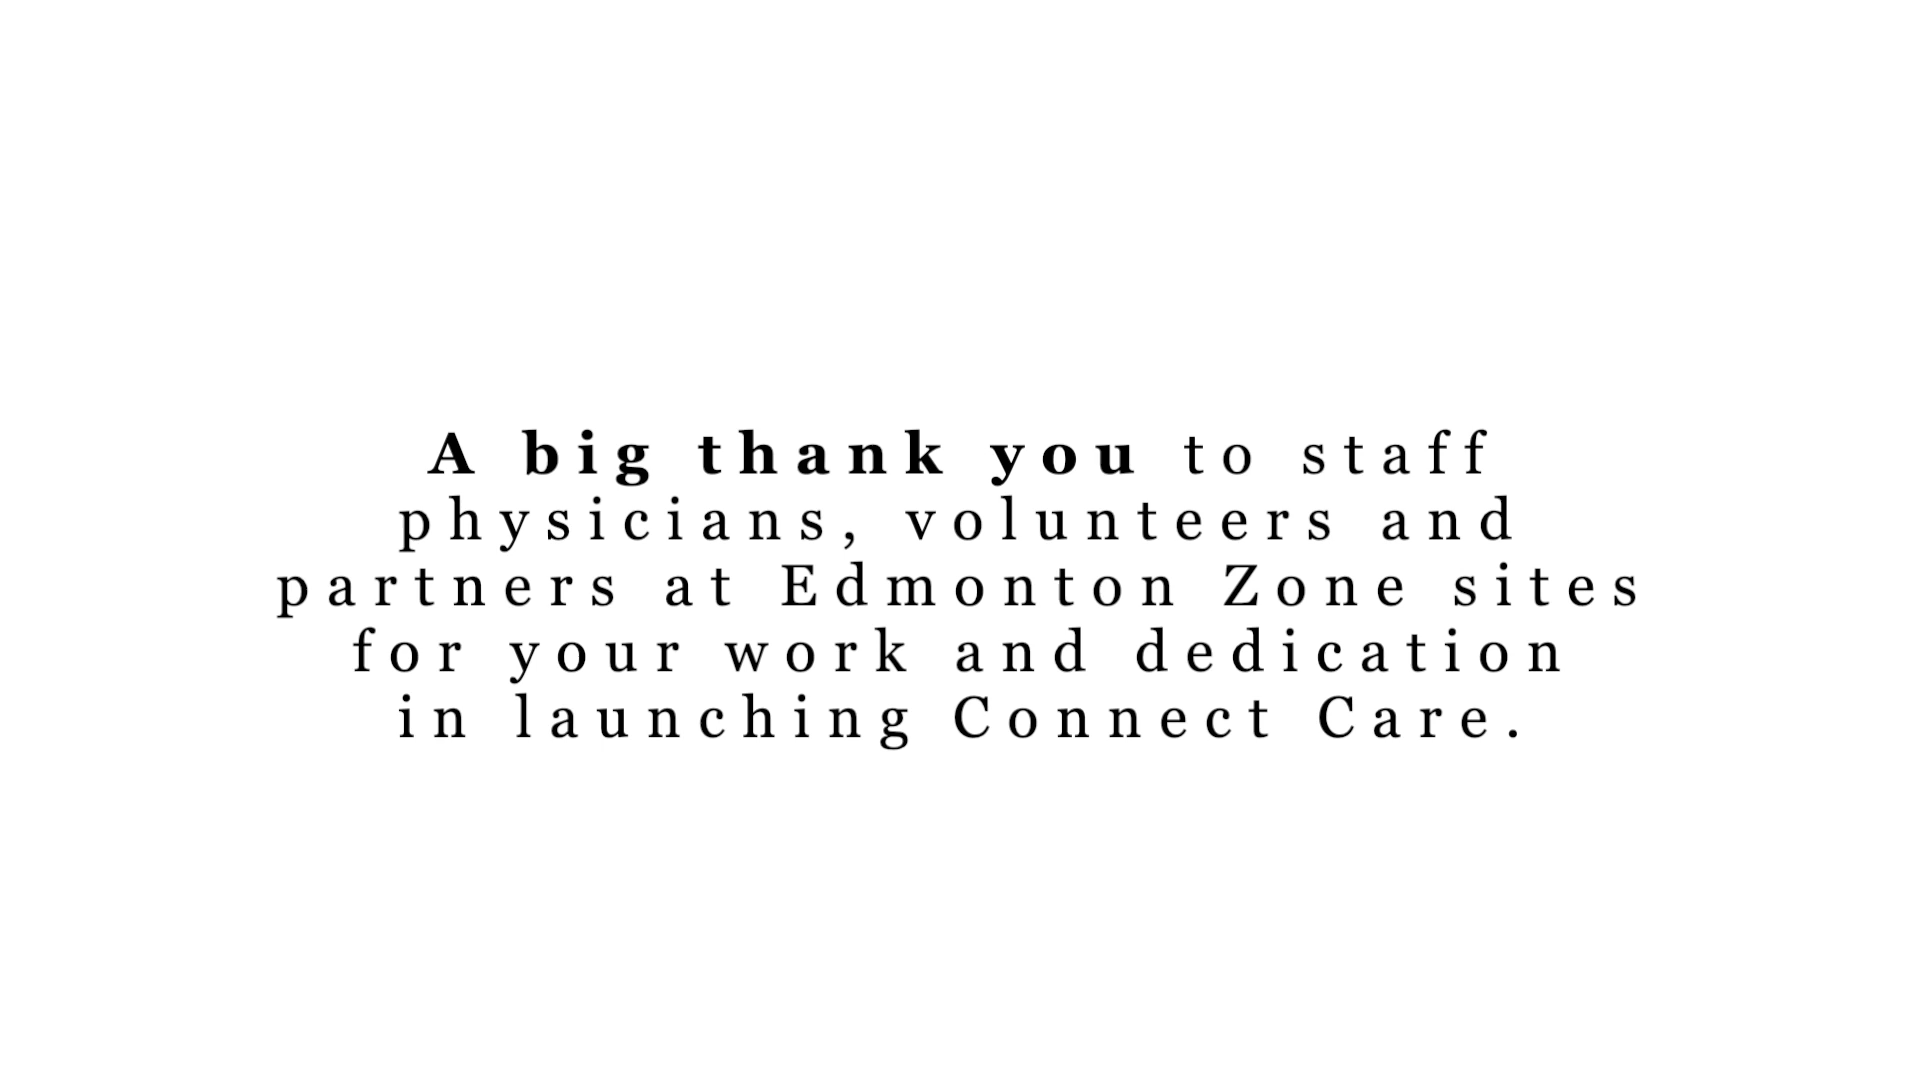 A big thank you to staff
physicians, volunteers and
partners at Edmonton Zone sites
for your work and dedication
in launching Connect Care.